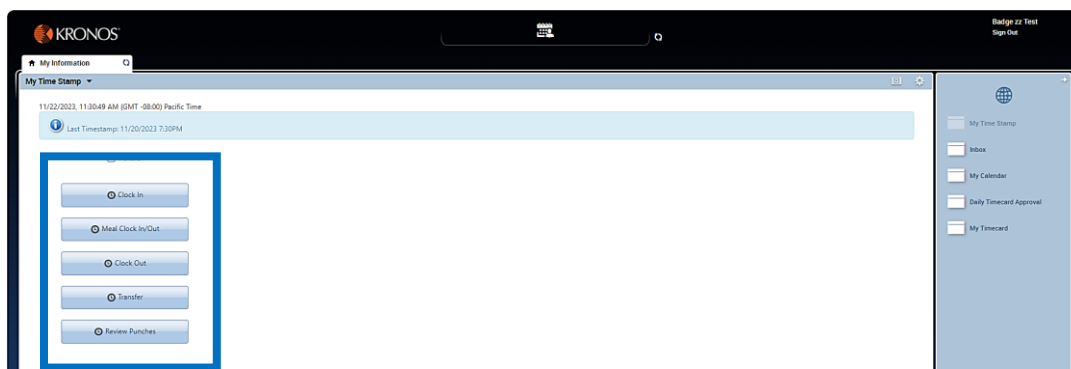 KRONOS
Badge zz Test
Sign Out
My Information
My Time Stamp
11/22/2023, 11:30:49 AM (GMT -08:00) Pacific Time
Last Timestamp: 11/20/2023 7:30PM
Clock In
Meal Clock In/Out
Clock Out
Transfer
Review Punches
My Time Stamp
Inbox
My Calendar
Daily Timecard Approval
My Timecard